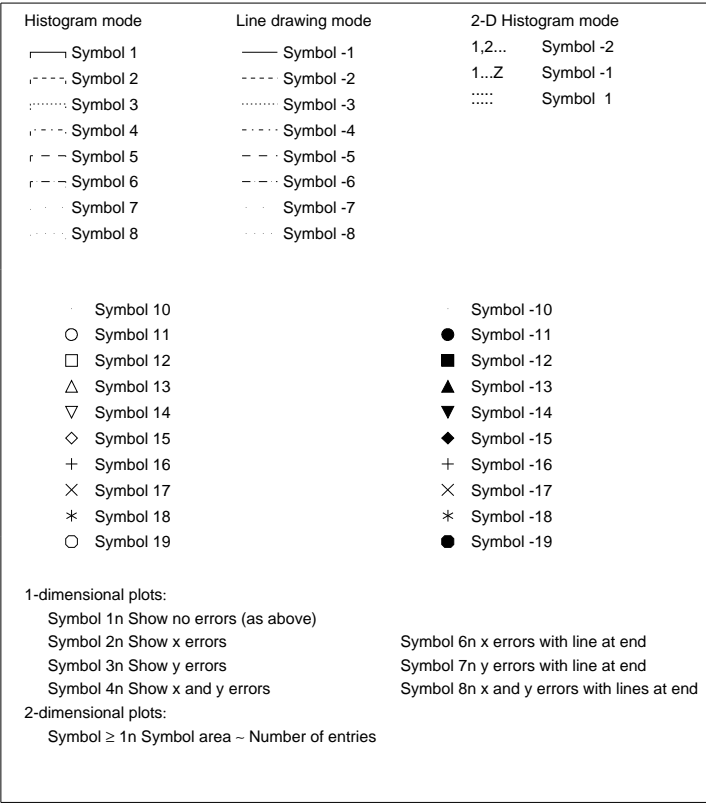 Histogram mode Line drawing mode 2-D Histogram mode
Symbol 1 Symbol -1 1,2... Symbol -2
Symbol 2 Symbol -2 1...Z Symbol -1
Symbol 3 Symbol -3 Symbol 1
Symbol 4 Symbol -4
Symbol 5 Symbol -5
Symbol 6 Symbol -6
Symbol 7 Symbol -7
Symbol 8 Symbol -8
Symbol 10 Symbol -10
Symbol 11 Symbol -11
Symbol 12 Symbol -12
Symbol 13 Symbol -13
Symbol 14 Symbol -14
Symbol 15 Symbol -15
Symbol 16 Symbol -16
Symbol 17 Symbol -17
Symbol 18 Symbol -18
Symbol 19 Symbol -19
1-dimensional plots:
Symbol 1n Show no errors (as above)
Symbol 2n Show x errors Symbol 6n x errors with line at end
Symbol 3n Show y errors Symbol 7n y errors with line at end
Symbol 4n Show x and y errors Symbol 8n x and y errors with lines at end
2-dimensional plots:
Symbol ≥ 1n Symbol area ~ Number of entries